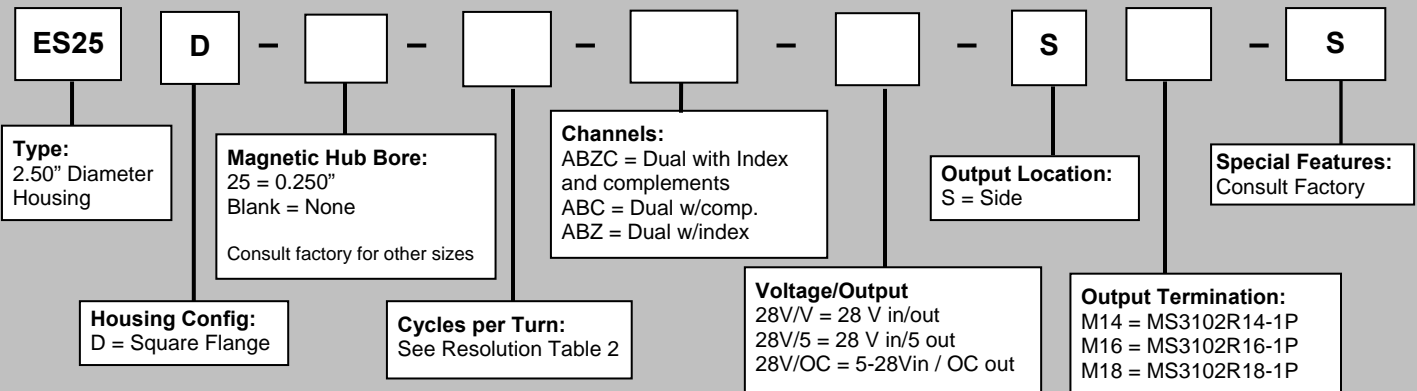 ES25 D – – – – – S – S
Type:
2.50” Diameter
Housing
Magnetic Hub Bore:
25 = 0.250”
Blank = None
Consult factory for other sizes
Channels:
ABZC = Dual with Index
and complements
ABC = Dual w/comp.
ABZ = Dual w/index
Output Location:
S = Side
Special Features:
Consult Factory
Housing Config:
D = Square Flange
Cycles per Turn:
See Resolution Table 2
Voltage/Output
28V/V = 28 V in/out
28V/5 = 28 V in/5 out
28V/OC = 5-28Vin / OC out
Output Termination:
M14 = MS3102R14-1P
M16 = MS3102R16-1P
M18 = MS3102R18-1P